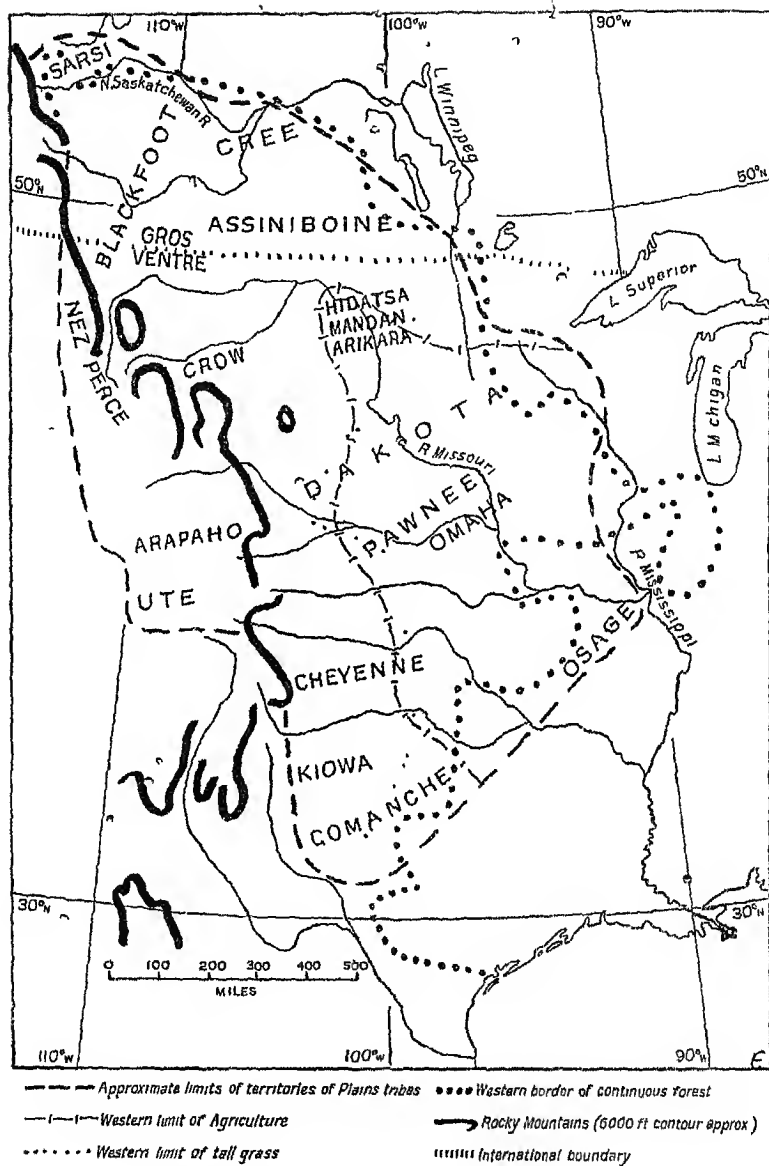 110°W
100°W
90°W
SARSI
N.Saskatchewan R
L Winnipeg
CREE
BLACKFOOT
50°N
50°N
ASSINIBOINE
GROS
VENTRE
L Superior
HIDATSA
MANDAN
ARIKARA
NEZ PERCE
CROW
L M chigan
DAKOTA
R Missouri
PAWNEE
OMAHA
ARAPAHO
R Mississippi
UTE
OSAGE
CHEYENNE
KIOWA
COMANCHE
30°N
30°N
0 100 200 300 500
MILES
110°W
100°W
90°W
Approximate limits of territories of Plains tribes
Western border of continuous forest
Western limit of Agriculture
Rocky Mountains (6000 ft contour approx)
Western limit of tall grass
International boundary